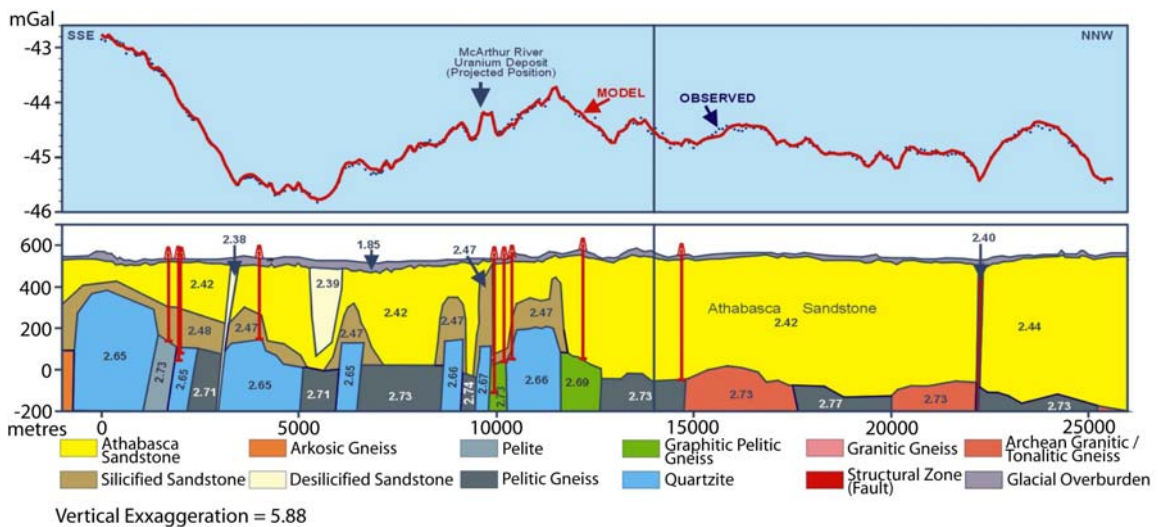 mGal
SSE
NNW
-43
-44
-45
-46
McArthur River
Uranium Deposit
(Projected Position)
MODEL
OBSERVED
600
400
200
0
-200
metres
2.38
1.85
2.47
2.40
2.42
2.39
2.42
Athabasca Sandstone
2.42
2.44
2.48
2.47
2.47
2.47
2.47
2.65
2.73
2.65
2.71
2.65
2.71
2.65
2.73
2.66
2.74
2.67
2.73
2.66
2.69
2.73
2.73
2.77
2.73
2.73
0
5000
10000
15000
20000
25000
Athabasca Sandstone
Arkosic Gneiss
Pelite
Graphitic Pelitic Gneiss
Granitic Gneiss
Archean Granitic / Tonalitic Gneiss
Silicified Sandstone
Desilicified Sandstone
Pelitic Gneiss
Quartzite
Structural Zone (Fault)
Glacial Overburden
Vertical Exxaggeration = 5.88